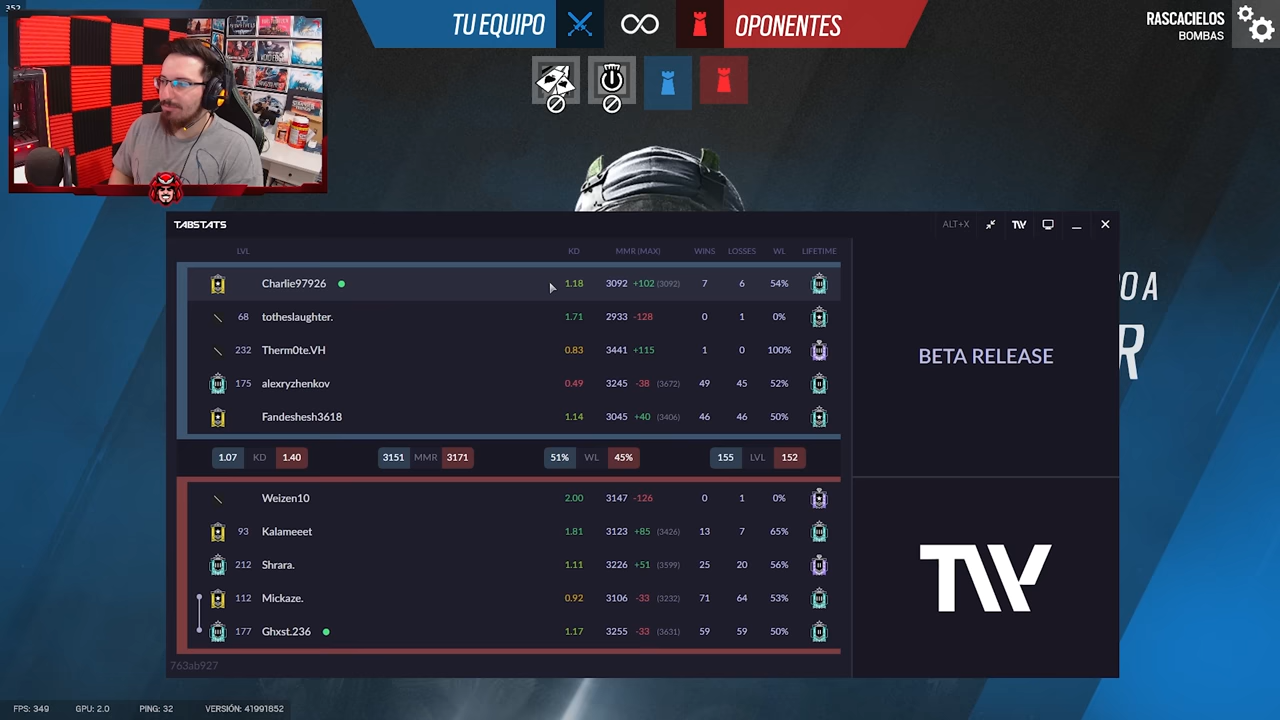 352
TU EQUIPO
OPONENTES
RASCACIELOS
BOMBAS
TABSTATS
ALT+X
LVL KD MMR (MAX) WINS LOSSES WL LIFETIME
Charlie97926 1.18 3092 +102 (3092) 7 6 54%
68 totheslaughter. 1.71 2933 -128 0 1 0%
232 Therm0te.VH 0.83 3441 +115 1 0 100%
175 alexryzhenkov 0.49 3245 -38 (3672) 49 45 52%
Fandeshesh3618 1.14 3045 +40 (3406) 46 46 50%
1.07 KD 1.40 3151 MMR 3171 51% WL 45% 155 LVL 152
Weizen10 2.00 3147 -126 0 1 0%
93 Kalameeet 1.81 3123 +85 (3426) 13 7 65%
212 Shrara. 1.11 3226 +51 (3599) 25 20 56%
112 Mickaze. 0.92 3106 -33 (3232) 71 64 53%
177 Ghxst.236 1.17 3255 -33 (3631) 59 59 50%
763ab927
BETA RELEASE
O A
R
FPS: 349 GPU: 2.0 PING: 32 VERSIÓN: 41991852